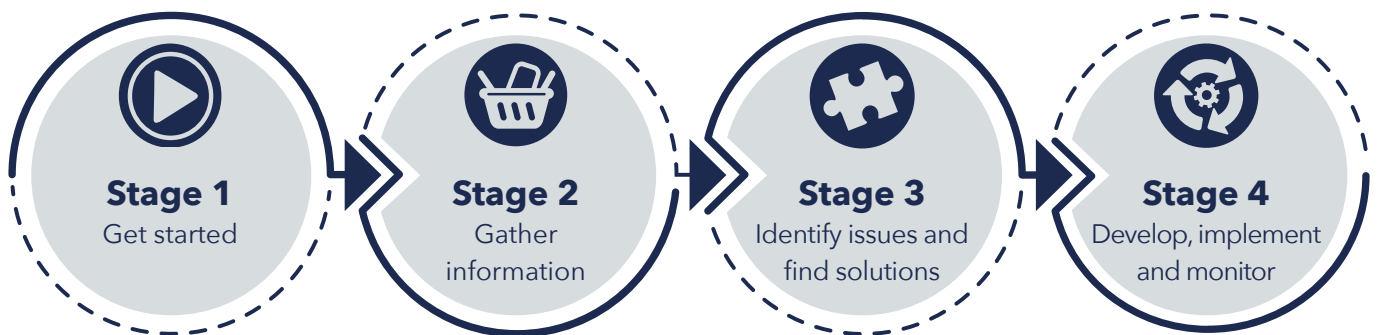 Stage 1
Get started
Stage 2
Gather
information
Stage 3
Identify issues and
find solutions
Stage 4
Develop, implement
and monitor